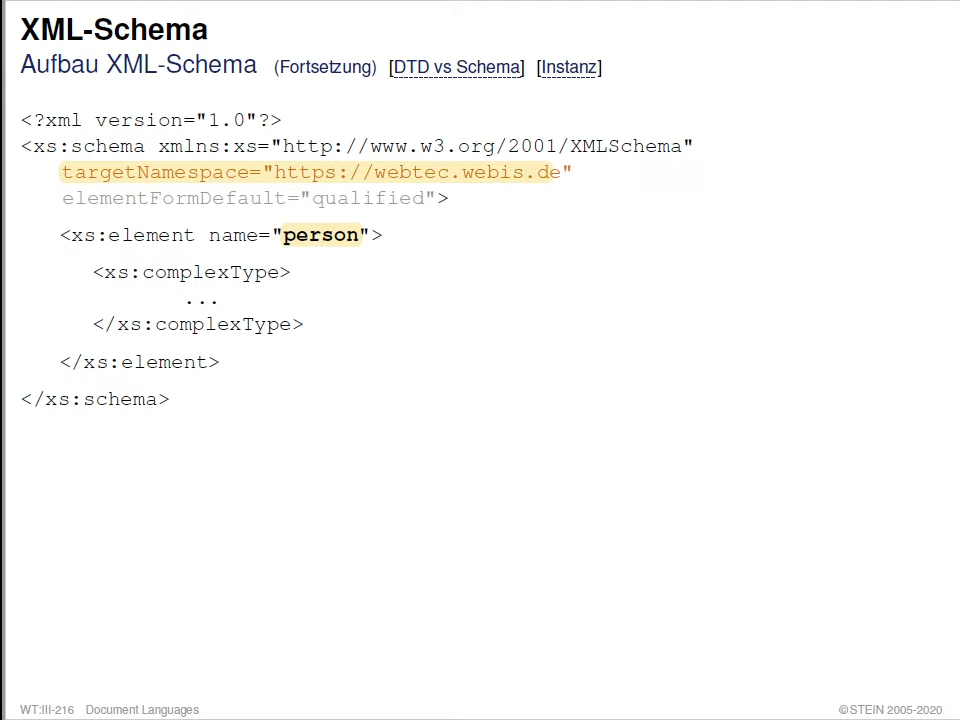 XML-Schema
Aufbau XML-Schema (Fortsetzung) [DTD vs Schema] [Instanz]
<?xml version="1.0"?>
<xs:schema xmlns:xs="http://www.w3.org/2001/XMLSchema"
targetNamespace="https://webtec.webis.de"
elementFormDefault="qualified">
<xs:element name="person">
<xs:complexType>
...
</xs:complexType>
</xs:element>
</xs:schema>
WT:III-216 Document Languages ©STEIN 2005-2020